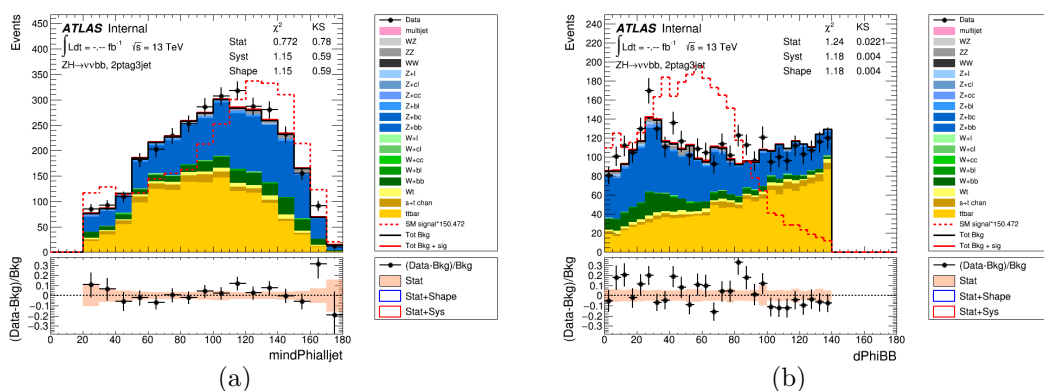 Events
450
400
350
300
250
200
150
100
50
0
ATLAS Internal
∫ Ldt = -.-- fb⁻¹ √s = 13 TeV
ZH→ννbb, 2ptag3jet
χ² KS
Stat 0.772 0.78
Syst 1.15 0.59
Shape 1.15 0.59
Data
multijet
WZ
ZZ
WW
Z+l
Z+cl
Z+cc
Z+bl
Z+bc
Z+bb
W+l
W+cl
W+cc
W+bl
W+bb
Wt
s+t chan
ttbar
SM signal*150.472
Tot Bkg
Tot Bkg + sig
(Data-Bkg)/Bkg
0.3
0.2
0.1
0
-0.1
-0.2
-0.3
0 20 40 60 80 100 120 140 160 180
mindPhialljet
(Data-Bkg)/Bkg
Stat
Stat+Shape
Stat+Sys
(a)
Events
240
220
200
180
160
140
120
100
80
60
40
20
0
ATLAS Internal
∫ Ldt = -.-- fb⁻¹ √s = 13 TeV
ZH→ννbb, 2ptag3jet
χ² KS
Stat 1.24 0.0221
Syst 1.18 0.004
Shape 1.18 0.004
Data
multijet
WZ
ZZ
WW
Z+l
Z+cl
Z+cc
Z+bl
Z+bc
Z+bb
W+l
W+cl
W+cc
W+bl
W+bb
Wt
s+t chan
ttbar
SM signal*150.472
Tot Bkg
Tot Bkg + sig
(Data-Bkg)/Bkg
0.3
0.2
0.1
0
-0.1
-0.2
-0.3
0 20 40 60 80 100 120 140 160 180
dPhiBB
(Data-Bkg)/Bkg
Stat
Stat+Shape
Stat+Sys
(b)